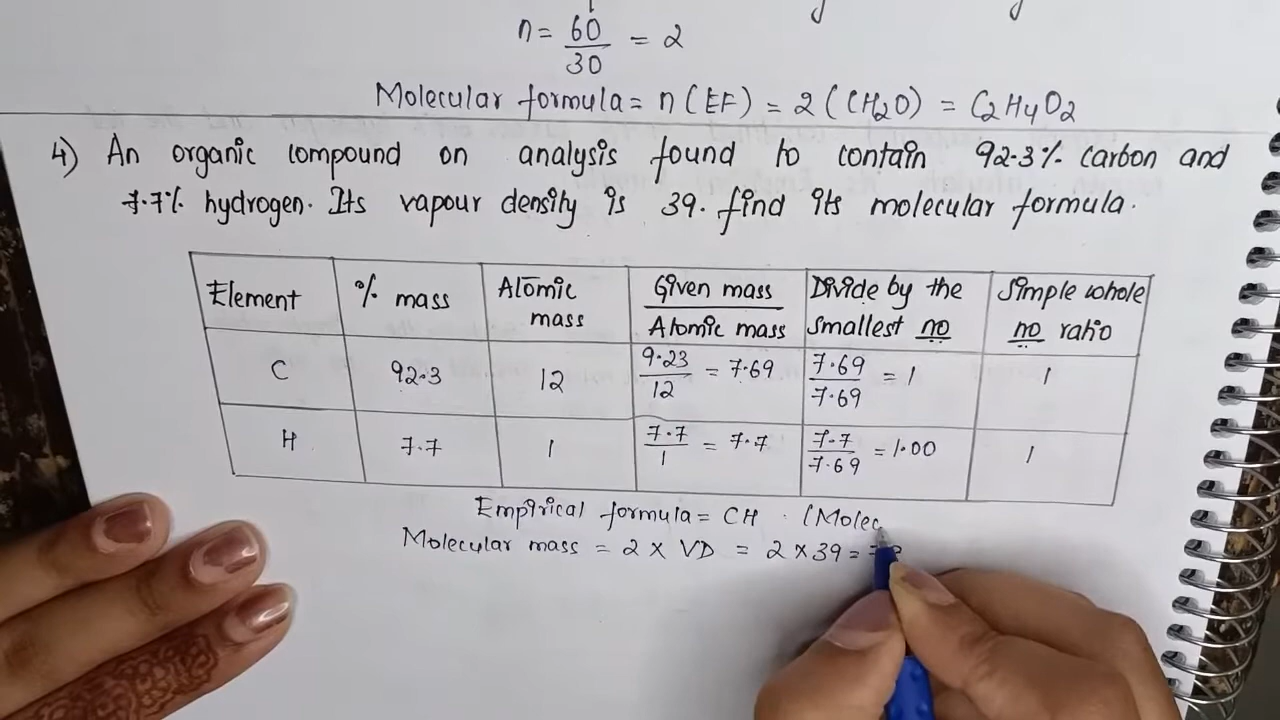 n = 60/30 = 2
Molecular formula = n(EF) = 2(CH2O) = C2H4O2
4) An organic compound on analysis found to contain 92.3% carbon and
7.7% hydrogen. Its vapour density is 39. find its molecular formula.
Element % mass Atomic mass Given mass/Atomic mass Divide by the smallest no Simple whole no ratio
C 92.3 12 9.23/12 = 7.69 7.69/7.69 = 1 1
H 7.7 1 7.7/1 = 7.7 7.7/7.69 = 1.00 1
Empirical formula = CH . (Molec
Molecular mass = 2 × VD = 2 × 39 =